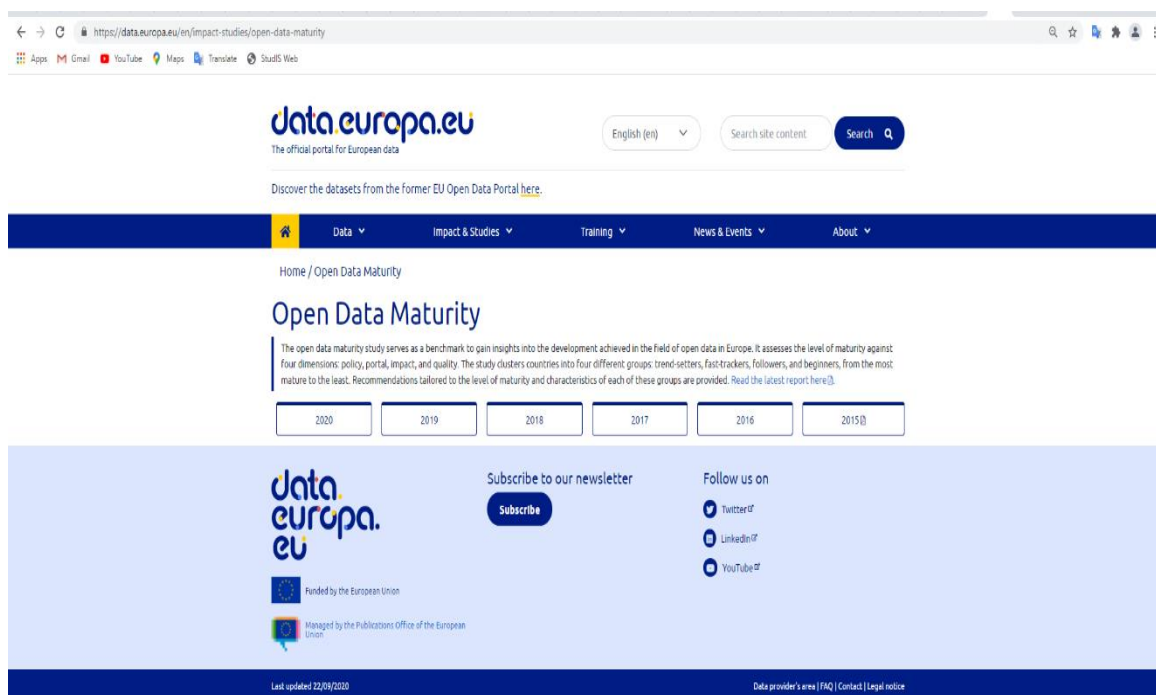 https://data.europa.eu/en/impact-studies/open-data-maturity
Apps Gmail YouTube Maps Translate StudIS Web
data.europa.eu
The official portal for European data
English (en) Search site content Search
Discover the datasets from the former EU Open Data Portal here.
Data Impact & Studies Training News & Events About
Home / Open Data Maturity
Open Data Maturity
The open data maturity study serves as a benchmark to gain insights into the development achieved in the field of open data in Europe. It assesses the level of maturity against
four dimensions: policy, portal, impact, and quality. The study clusters countries into four different groups: trend-setters, fast-trackers, followers, and beginners, from the most
mature to the least. Recommendations tailored to the level of maturity and characteristics of each of these groups are provided. Read the latest report here.
2020 2019 2018 2017 2016 2015
data.
europa.
eu
Funded by the European Union
Managed by the Publications Office of the European
Union
Subscribe to our newsletter
Subscribe
Follow us on
Twitter
LinkedIn
YouTube
Last updated 22/09/2020 Data provider's area | FAQ | Contact | Legal notice